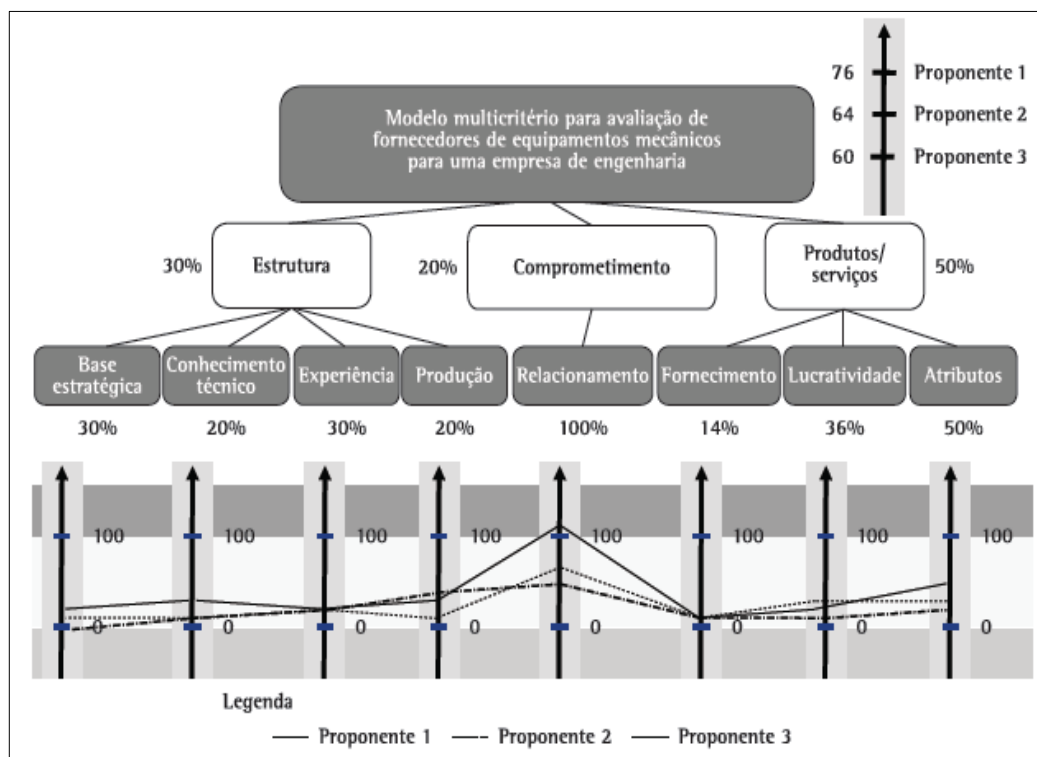 76 Proponente 1
Modelo multicritério para avaliação de
fornecedores de equipamentos mecânicos
para uma empresa de engenharia
64 Proponente 2
60 Proponente 3
30% Estrutura
20% Comprometimento
Produtos/
serviços
50%
Base
estratégica
Conhecimento
técnico
Experiência
Produção
Relacionamento
Fornecimento
Lucratividade
Atributos
30% 20% 30% 20% 100% 14% 36% 50%
100 100 100 100 100 100 100 100
0 0 0 0 0 0 0 0
Legenda
Proponente 1 Proponente 2 Proponente 3